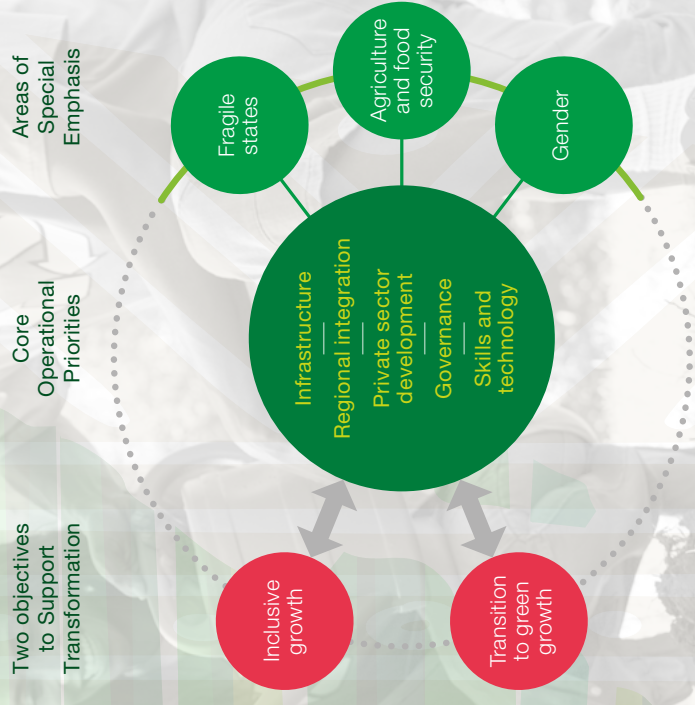 Two objectives
to Support
Transformation
Core
Operational
Priorities
Areas of
Special
Emphasis
Inclusive
growth
Transition
to green
growth
Infrastructure
Regional integration
Private sector
development
Governance
Skills and
technology
Fragile
states
Agriculture
and food
security
Gender